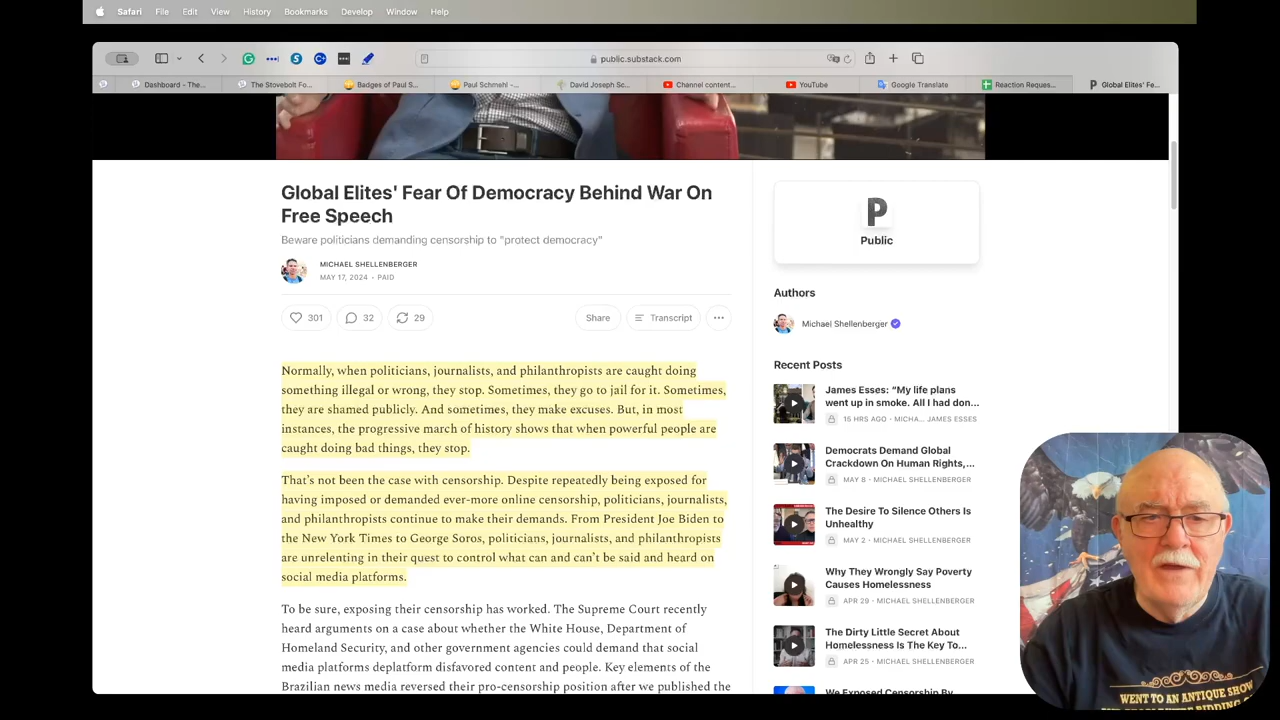 Safari File Edit View History Bookmarks Develop Window Help
public.substack.com
Dashboard - The... The Stovebolt Fo... Badges of Paul S... Paul Schmehl -... David Joseph Sc... Channel content... YouTube Google Translate Reaction Reques... Global Elites' Fe...
Global Elites' Fear Of Democracy Behind War On
Free Speech
Beware politicians demanding censorship to "protect democracy"
MICHAEL SHELLENBERGER
MAY 17, 2024 • PAID
301 32 29 Share Transcript
Normally, when politicians, journalists, and philanthropists are caught doing
something illegal or wrong, they stop. Sometimes, they go to jail for it. Sometimes,
they are shamed publicly. And sometimes, they make excuses. But, in most
instances, the progressive march of history shows that when powerful people are
caught doing bad things, they stop.
That's not been the case with censorship. Despite repeatedly being exposed for
having imposed or demanded ever-more online censorship, politicians, journalists,
and philanthropists continue to make their demands. From President Joe Biden to
the New York Times to George Soros, politicians, journalists, and philanthropists
are unrelenting in their quest to control what can and can't be said and heard on
social media platforms.
To be sure, exposing their censorship has worked. The Supreme Court recently
heard arguments on a case about whether the White House, Department of
Homeland Security, and other government agencies could demand that social
media platforms deplatform disfavored content and people. Key elements of the
Brazilian news media reversed their pro-censorship position after we published the
P
Public
Authors
Michael Shellenberger
Recent Posts
James Esses: “My life plans
went up in smoke. All I had don...
15 HRS AGO • MICHA... JAMES ESSES
Democrats Demand Global
Crackdown On Human Rights,...
MAY 8 • MICHAEL SHELLENBERGER
The Desire To Silence Others Is
Unhealthy
MAY 2 • MICHAEL SHELLENBERGER
Why They Wrongly Say Poverty
Causes Homelessness
APR 29 • MICHAEL SHELLENBERGER
The Dirty Little Secret About
Homelessness Is The Key To...
APR 25 • MICHAEL SHELLENBERGER
We Exposed Censorship By
WENT TO AN ANTIQUE SHOW